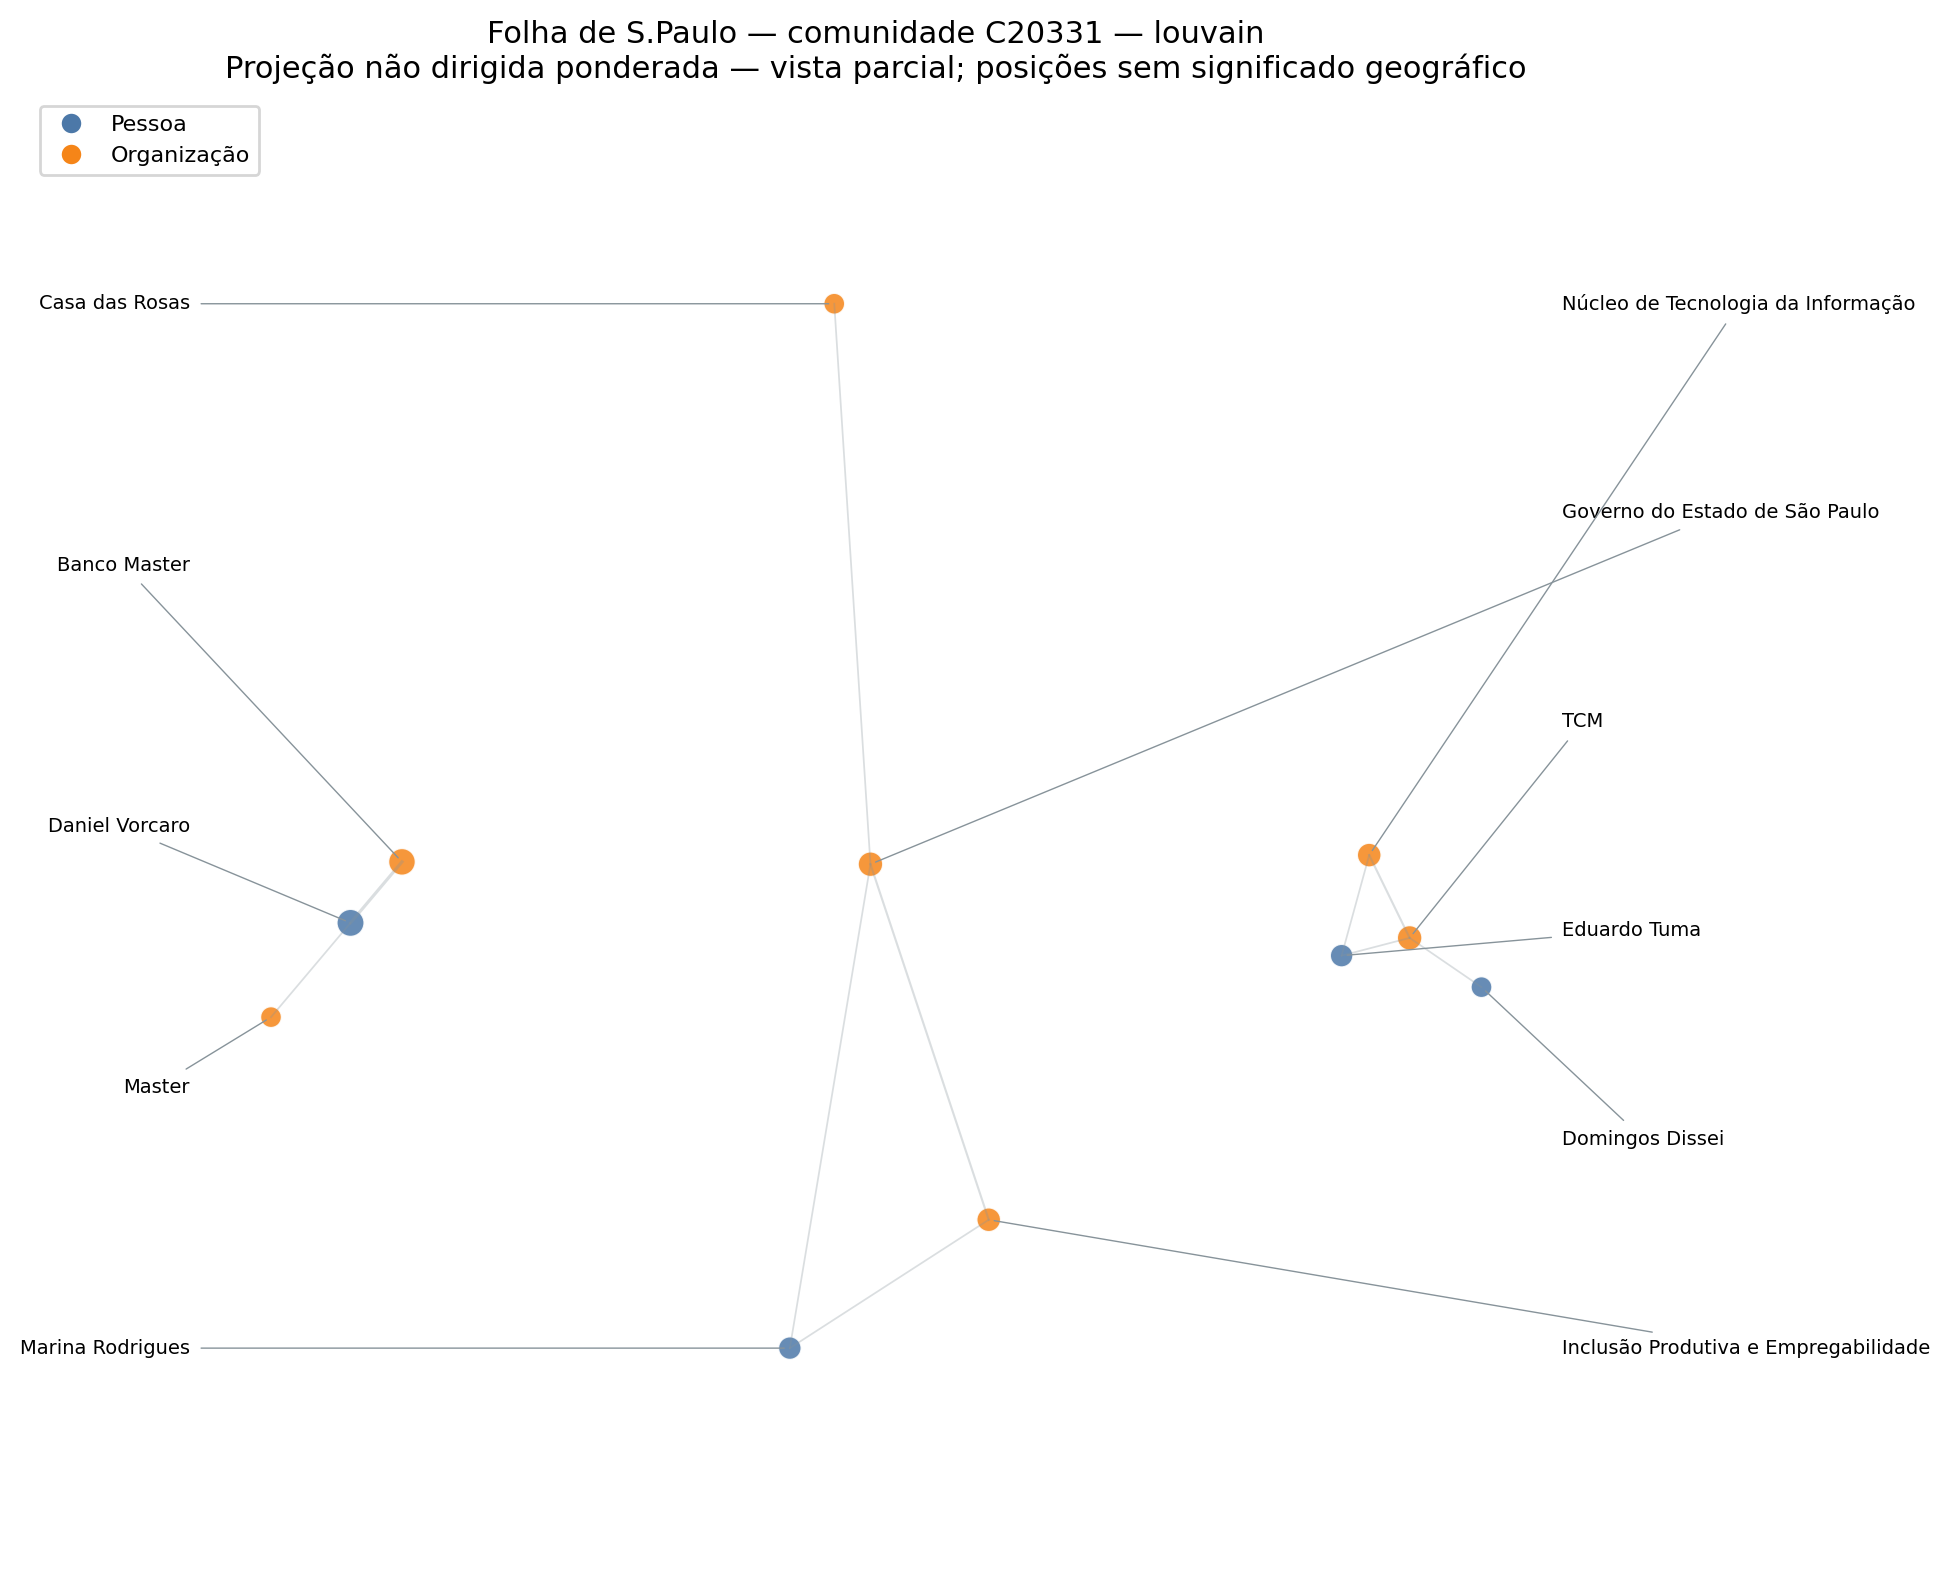 Folha de S.Paulo — comunidade C20331 — louvain
Projeção não dirigida ponderada — vista parcial; posições sem significado geográfico
Pessoa
Organização
Casa das Rosas
Núcleo de Tecnologia da Informação
Governo do Estado de São Paulo
Banco Master
TCM
Daniel Vorcaro
Eduardo Tuma
Master
Domingos Dissei
Marina Rodrigues
Inclusão Produtiva e Empregabilidade